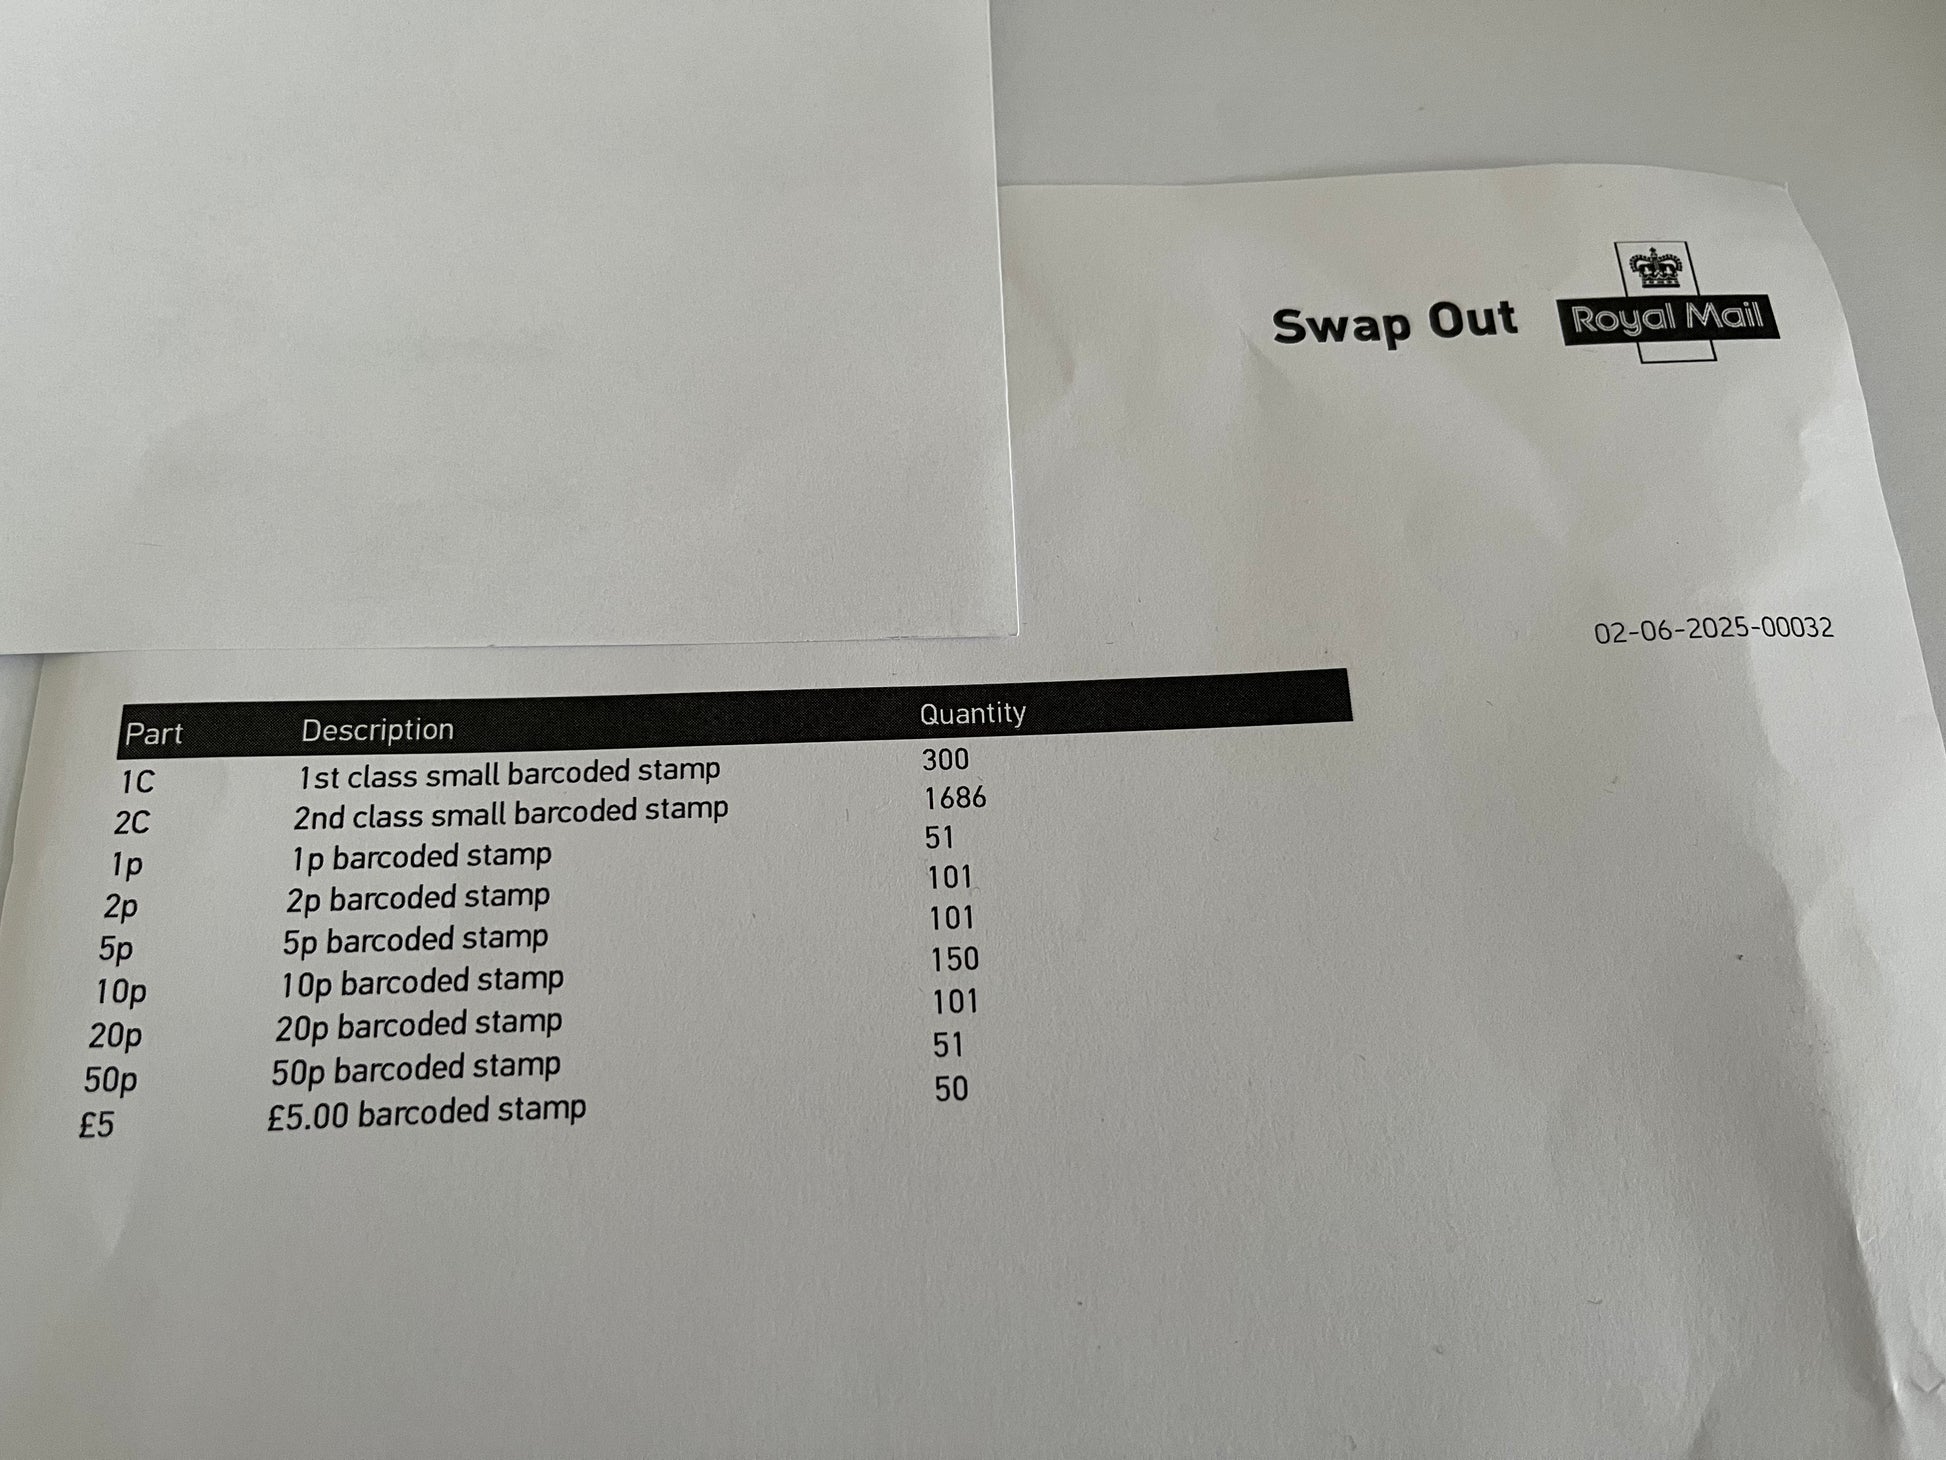 Swap Out Royal Mail
02-06-2025-00032
Part Description Quantity
1C 1st class small barcoded stamp 300
2C 2nd class small barcoded stamp 1686
1p 1p barcoded stamp 51
2p 2p barcoded stamp 101
5p 5p barcoded stamp 101
10p 10p barcoded stamp 150
20p 20p barcoded stamp 101
50p 50p barcoded stamp 51
£5 £5.00 barcoded stamp 50